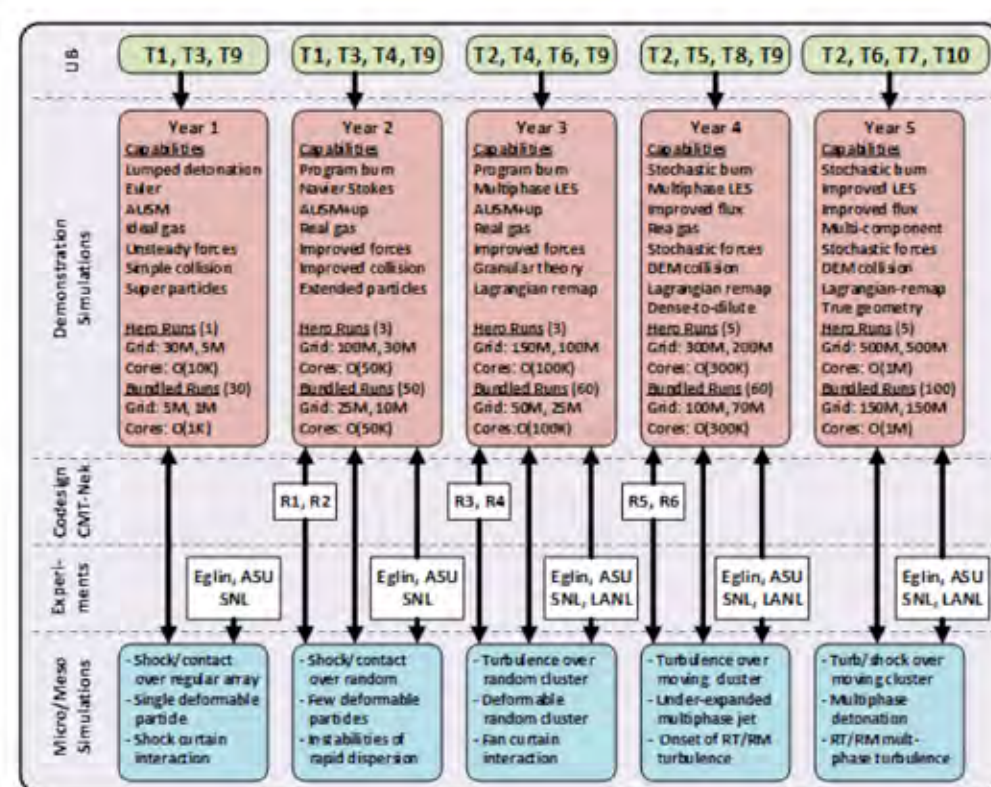 UB
T1, T3, T9
T1, T3, T4, T9
T2, T4, T6, T9
T2, T5, T8, T9
T2, T6, T7, T10
Demonstration
Simulations
Year 1
Capabilities
Lumped detonation
Euler
AUSM
Ideal gas
Unsteady forces
Simple collision
Super particles
Hero Runs (1)
Grid: 30M, 5M
Cores: O(10K)
Bundled Runs (30)
Grid: 5M, 1M
Cores: O(1K)
Year 2
Capabilities
Program burn
Navier Stokes
AUSM+up
Real gas
Improved forces
Improved collision
Extended particles
Hero Runs (3)
Grid: 100M, 30M
Cores: O(50K)
Bundled Runs (50)
Grid: 25M, 10M
Cores: O(50K)
Year 3
Capabilities
Program burn
Multiphase LES
AUSM+up
Real gas
Improved forces
Granular theory
Lagrangian remap
Hero Runs (3)
Grid: 150M, 100M
Cores: O(100K)
Bundled Runs (60)
Grid: 50M, 25M
Cores: O(100K)
Year 4
Capabilities
Stochastic burn
Multiphase LES
Improved flux
Real gas
Stochastic forces
DEM collision
Lagrangian remap
Dense-to-dilute
Hero Runs (5)
Grid: 300M, 200M
Cores: O(300K)
Bundled Runs (60)
Grid: 100M, 70M
Cores: O(300K)
Year 5
Capabilities
Stochastic burn
Improved LES
Improved flux
Multi-component
Stochastic forces
DEM collision
Lagrangian-remap
True geometry
Hero Runs (5)
Grid: 500M, 500M
Cores: O(1M)
Bundled Runs (100)
Grid: 150M, 150M
Cores: O(1M)
Codesign
CMT-Nek
R1, R2
R3, R4
R5, R6
Experi-
ments
Eglin, ASU
SNL
Eglin, ASU
SNL
Eglin, ASU
SNL, LANL
Eglin, ASU
SNL, LANL
Eglin, ASU
SNL, LANL
Micro/Meso
Simulations
- Shock/contact
over regular array
- Single deformable
particle
- Shock curtain
interaction
- Shock/contact
over random
- Few deformable
particles
- Instabilities of
rapid dispersion
- Turbulence over
random cluster
- Deformable
random cluster
- Fan curtain
interaction
- Turbulence over
moving cluster
- Under-expanded
multiphase jet
- Onset of RT/RM
turbulence
- Turb/shock over
moving cluster
- Multiphase
detonation
- RT/RM multi-
phase turbulence